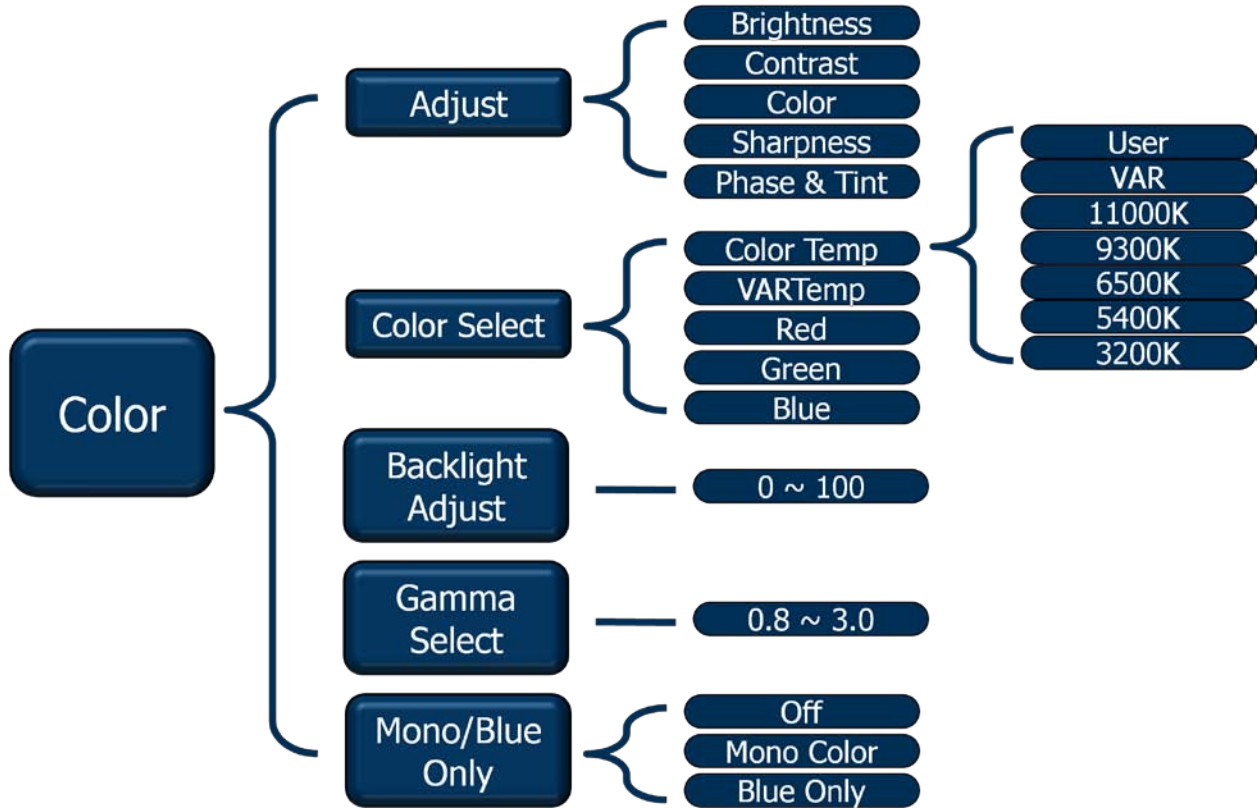 Color
Adjust
Brightness
Contrast
Color
Sharpness
Phase & Tint
Color Select
Color Temp
VARTemp
Red
Green
Blue
User
VAR
11000K
9300K
6500K
5400K
3200K
Backlight
Adjust
0 ~ 100
Gamma
Select
0.8 ~ 3.0
Mono/Blue
Only
Off
Mono Color
Blue Only